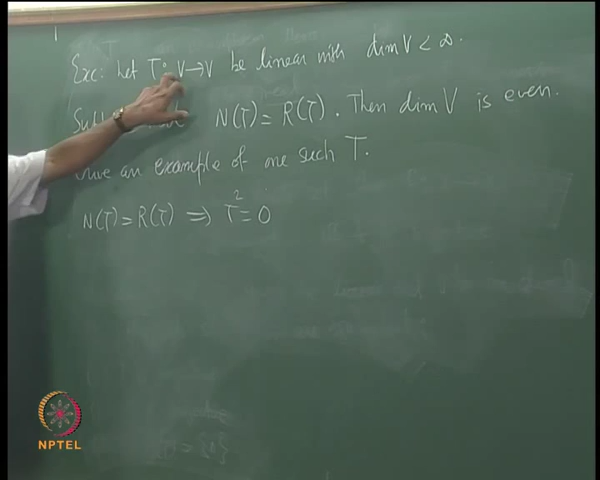 Exc: Let T: V→V be linear with dim V < ∞.
N(T) = R(T). Then dim V is even.
an example of one such T.
N(T) = R(T) ⇒ T² = 0
NPTEL